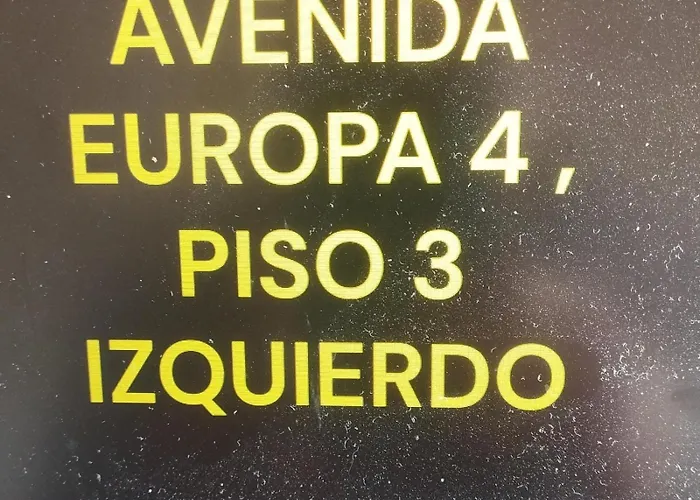 AVENIDA
EUROPA 4 ,
PISO 3
IZQUIERDO